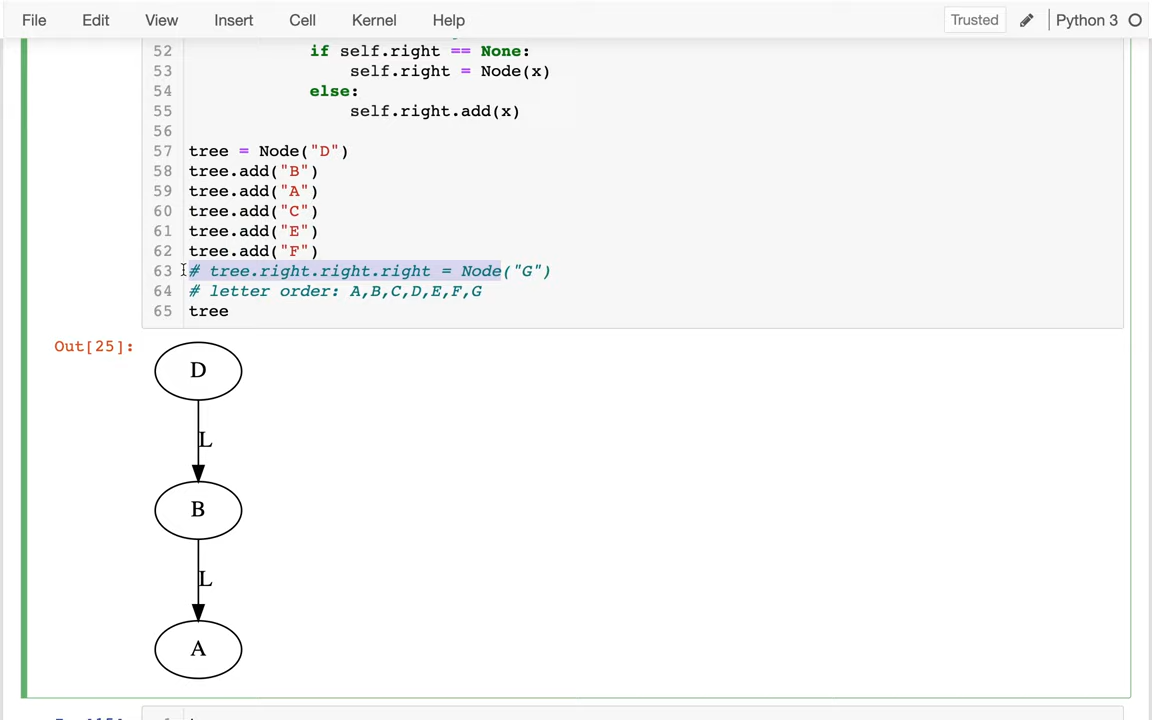 File Edit View Insert Cell Kernel Help Trusted Python 3
52 if self.right == None:
53 self.right = Node(x)
54 else:
55 self.right.add(x)
56
57 tree = Node("D")
58 tree.add("B")
59 tree.add("A")
60 tree.add("C")
61 tree.add("E")
62 tree.add("F")
63 # tree.right.right.right = Node("G")
64 # letter order: A,B,C,D,E,F,G
65 tree
Out[25]:
D
L
B
L
A